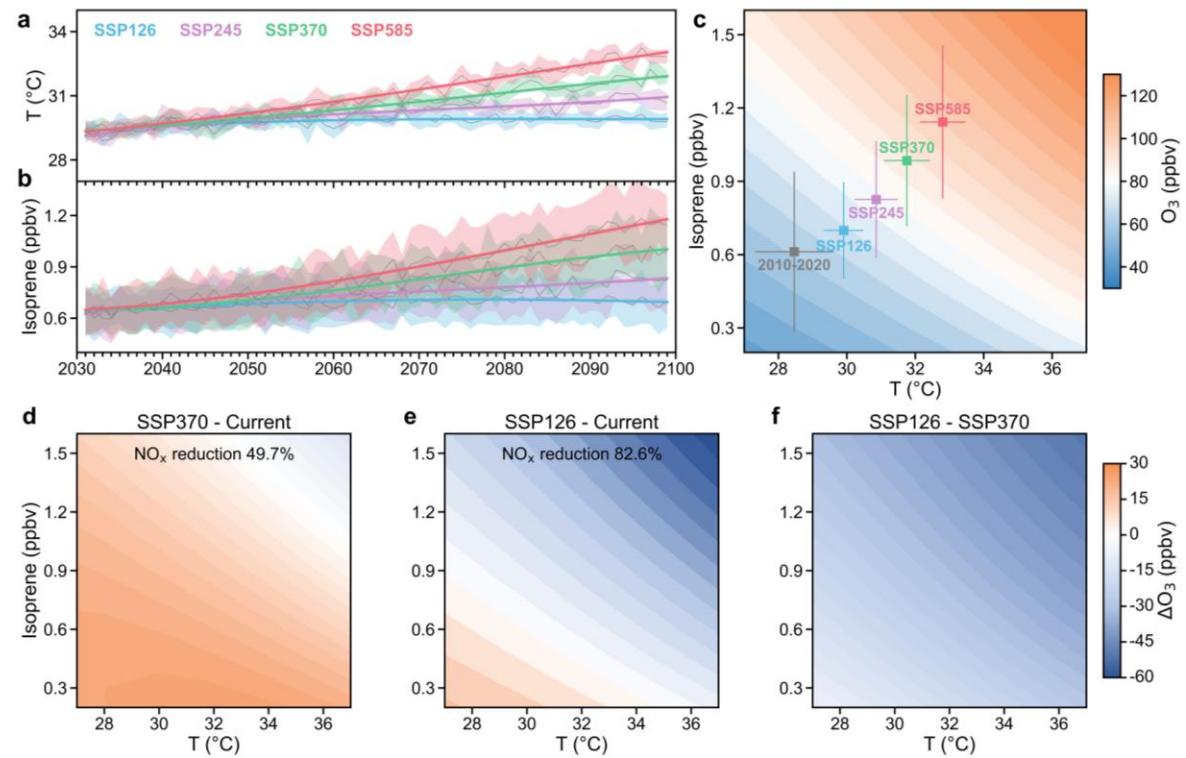 a
SSP126 SSP245 SSP370 SSP585
34
31
28
T (°C)
b
1.2
0.9
0.6
Isoprene (ppbv)
2030 2040 2050 2060 2070 2080 2090 2100
c
1.5
1.2
0.9
0.6
0.3
Isoprene (ppbv)
SSP585
SSP370
SSP245
SSP126
2010-2020
28 30 32 34 36
T (°C)
120
100
80
60
40
O₃ (ppbv)
d SSP370 - Current
NOₓ reduction 49.7%
1.5
1.2
0.9
0.6
0.3
Isoprene (ppbv)
28 30 32 34 36
T (°C)
e SSP126 - Current
NOₓ reduction 82.6%
1.5
1.2
0.9
0.6
0.3
28 30 32 34 36
T (°C)
f SSP126 - SSP370
1.5
1.2
0.9
0.6
0.3
28 30 32 34 36
T (°C)
30
15
0
-15
-30
-45
-60
ΔO₃ (ppbv)